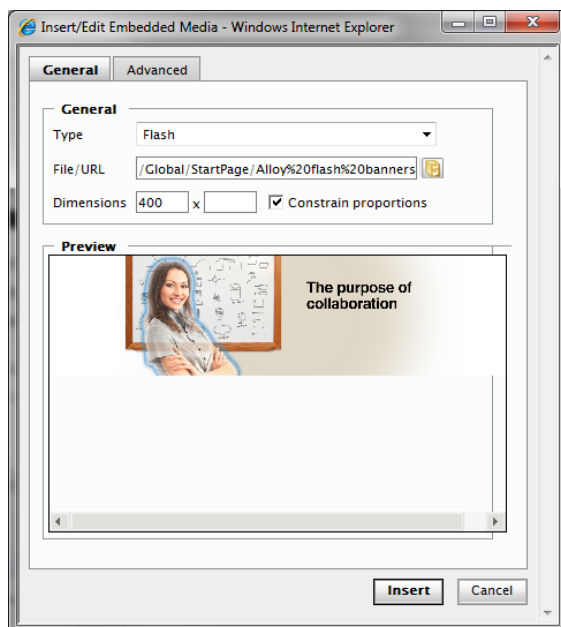 Insert/Edit Embedded Media - Windows Internet Explorer
General Advanced
General
Type Flash
File/URL /Global/StartPage/Alloy%20flash%20banners
Dimensions 400 x Constrain proportions
Preview
The purpose of
collaboration
Insert Cancel